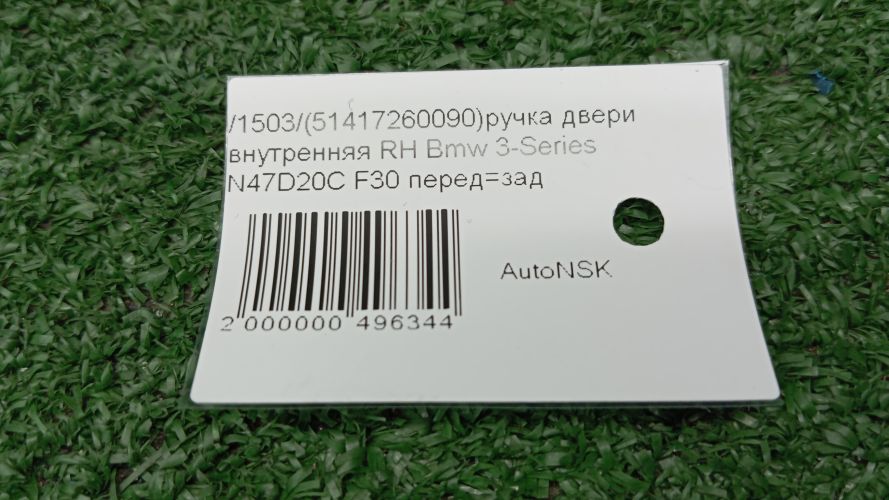 /1503/(51417260090)ручка двери
внутренняя RH Bmw 3-Series
N47D20C F30 перед=зад
AutoNSK
2 000000 496344